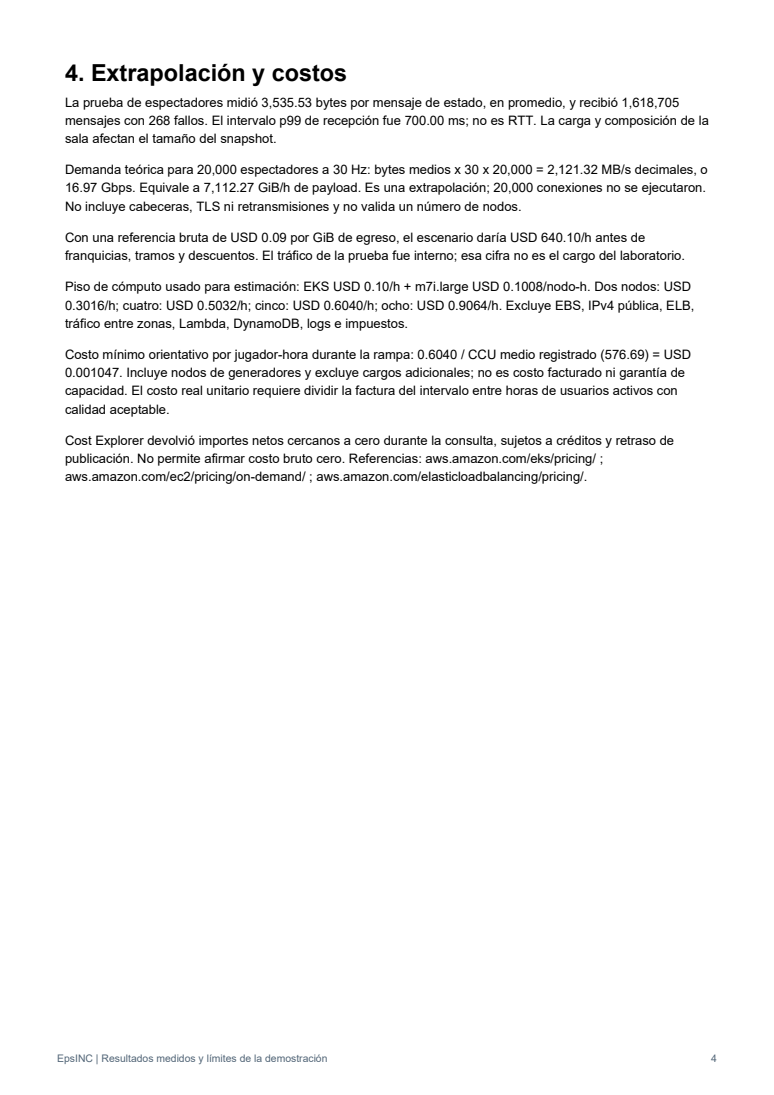 4. Extrapolación y costos
La prueba de espectadores midió 3,535.53 bytes por mensaje de estado, en promedio, y recibió 1,618,705
mensajes con 268 fallos. El intervalo p99 de recepción fue 700.00 ms; no es RTT. La carga y composición de la
sala afectan el tamaño del snapshot.
Demanda teórica para 20,000 espectadores a 30 Hz: bytes medios x 30 x 20,000 = 2,121.32 MB/s decimales, o
16.97 Gbps. Equivale a 7,112.27 GiB/h de payload. Es una extrapolación; 20,000 conexiones no se ejecutaron.
No incluye cabeceras, TLS ni retransmisiones y no valida un número de nodos.
Con una referencia bruta de USD 0.09 por GiB de egreso, el escenario daría USD 640.10/h antes de
franquicias, tramos y descuentos. El tráfico de la prueba fue interno; esa cifra no es el cargo del laboratorio.
Piso de cómputo usado para estimación: EKS USD 0.10/h + m7i.large USD 0.1008/nodo-h. Dos nodos: USD
0.3016/h; cuatro: USD 0.5032/h; cinco: USD 0.6040/h; ocho: USD 0.9064/h. Excluye EBS, IPv4 pública, ELB,
tráfico entre zonas, Lambda, DynamoDB, logs e impuestos.
Costo mínimo orientativo por jugador-hora durante la rampa: 0.6040 / CCU medio registrado (576.69) = USD
0.001047. Incluye nodos de generadores y excluye cargos adicionales; no es costo facturado ni garantía de
capacidad. El costo real unitario requiere dividir la factura del intervalo entre horas de usuarios activos con
calidad aceptable.
Cost Explorer devolvió importes netos cercanos a cero durante la consulta, sujetos a créditos y retraso de
publicación. No permite afirmar costo bruto cero. Referencias: aws.amazon.com/eks/pricing/ ;
aws.amazon.com/ec2/pricing/on-demand/ ; aws.amazon.com/elasticloadbalancing/pricing/.
EpsINC | Resultados medidos y límites de la demostración
4